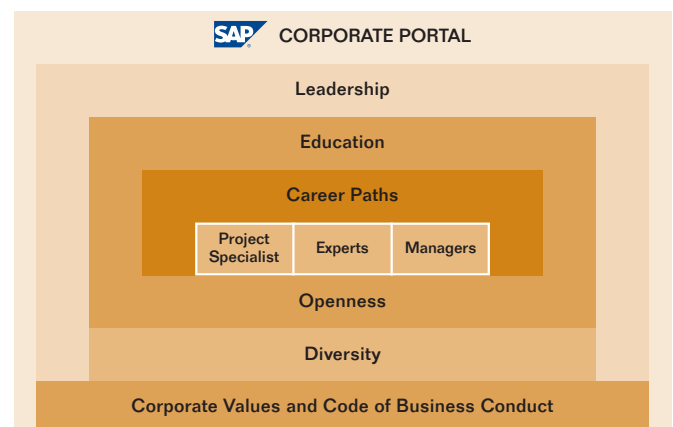 SAP® CORPORATE PORTAL
Leadership
Education
Career Paths
Project
Specialist
Experts
Managers
Openness
Diversity
Corporate Values and Code of Business Conduct